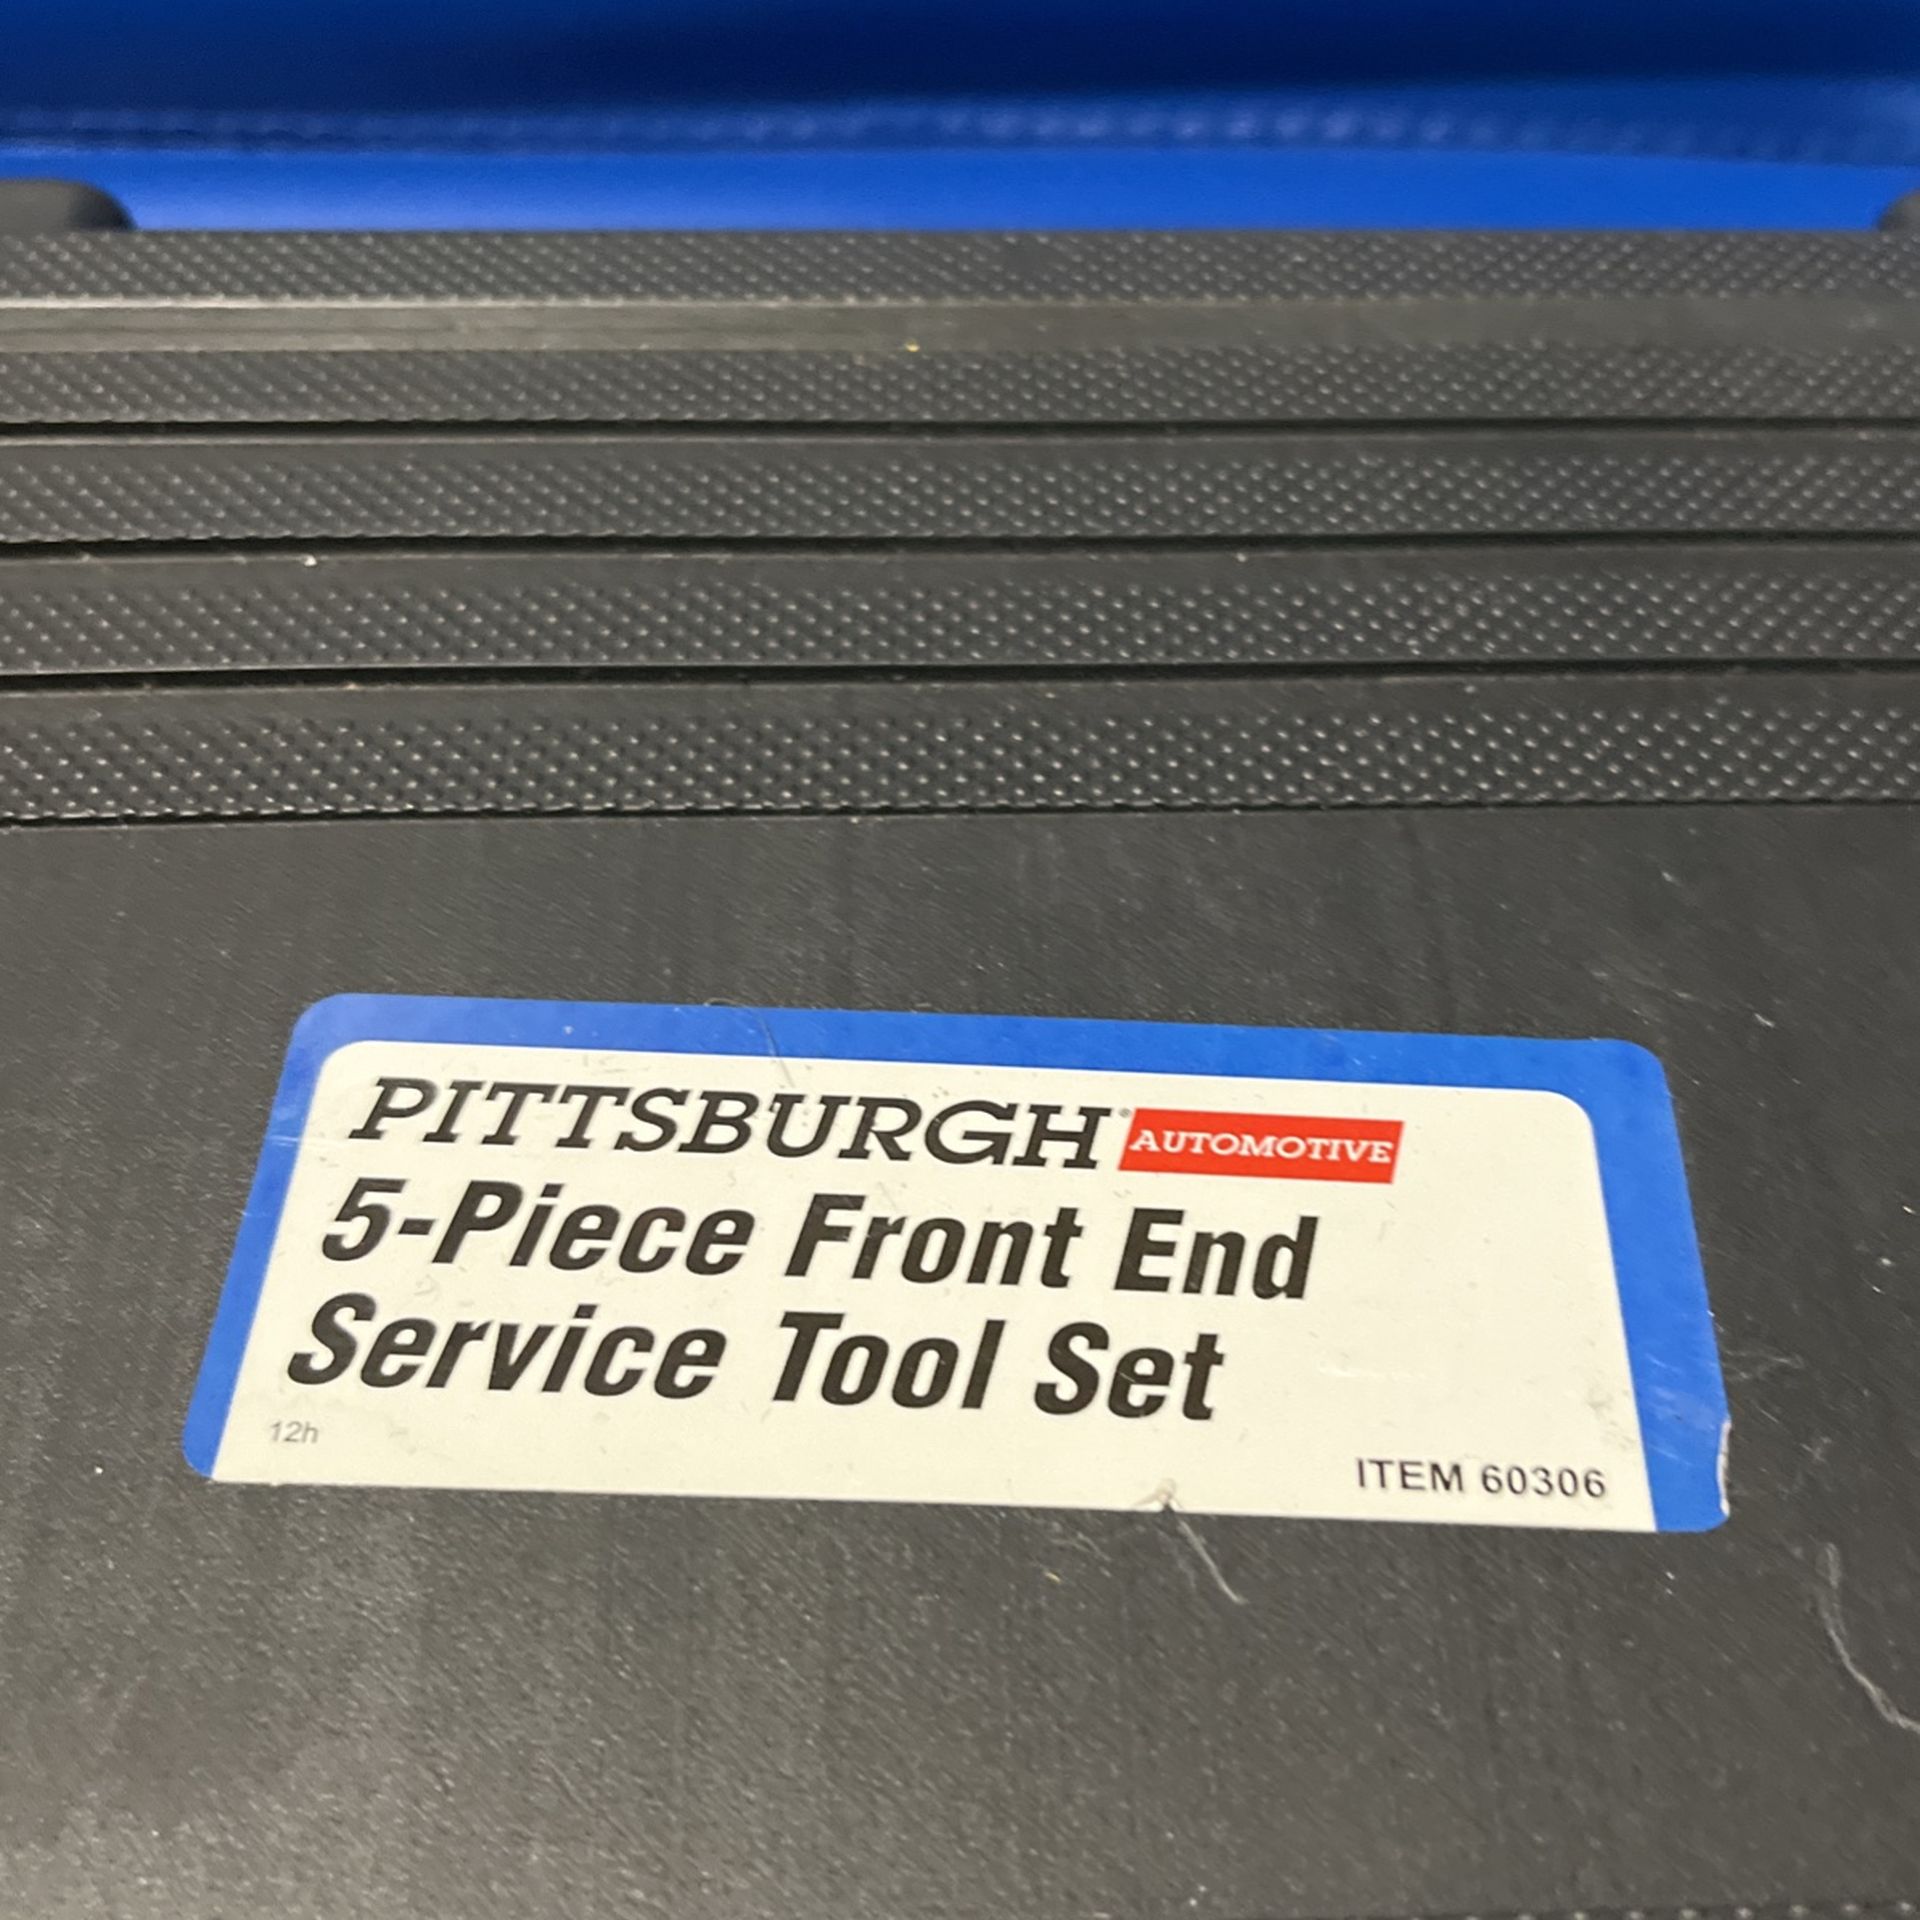 PITTSBURGH® AUTOMOTIVE
5-Piece Front End
Service Tool Set
12h
ITEM 60306